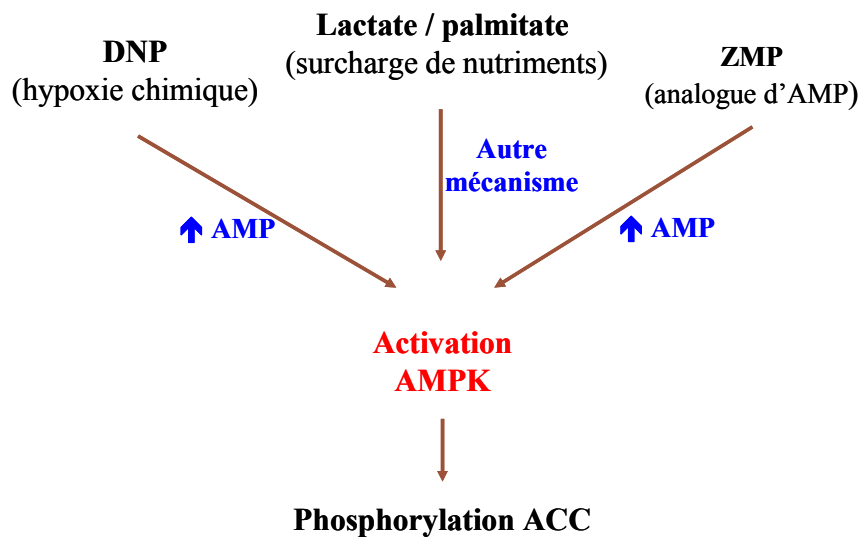 DNP
(hypoxie chimique)
Lactate / palmitate
(surcharge de nutriments)
ZMP
(analogue d'AMP)
Autre
mécanisme
AMP
AMP
Activation
AMPK
Phosphorylation ACC